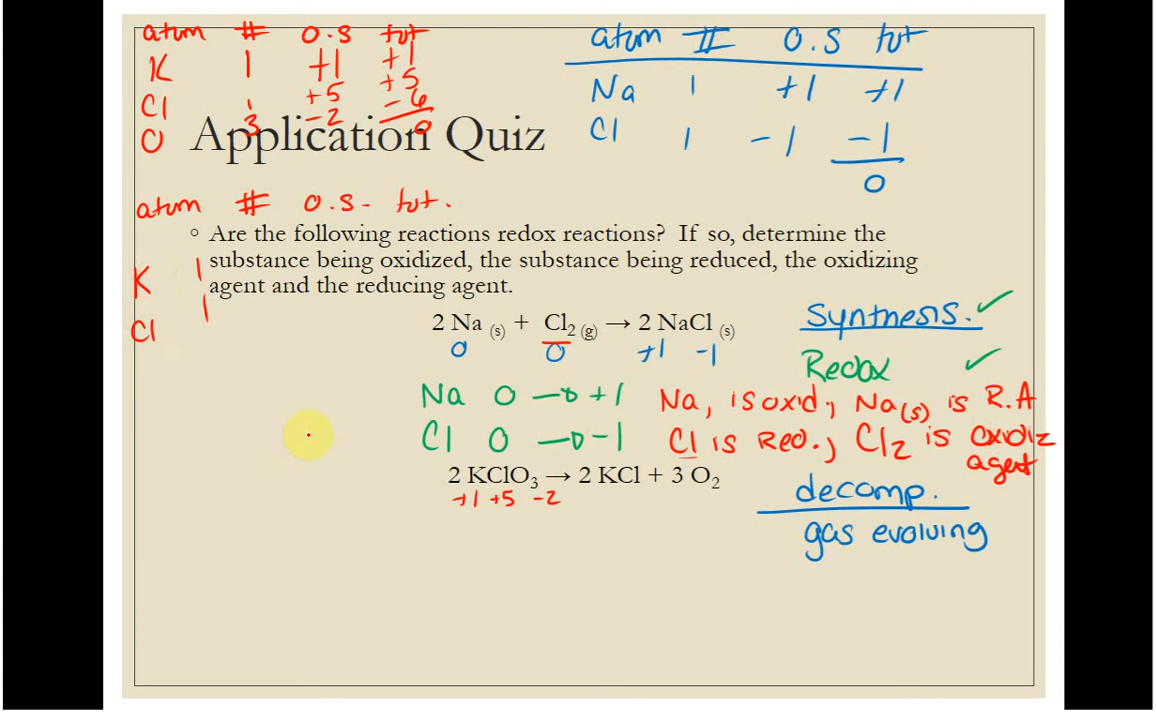 atom # O.S tot
K 1 +1 +1
Cl 1 +5 +5
O 3 -2 -6
0
atom # O.S tot
Na 1 +1 +1
Cl 1 -1 -1
0
Application Quiz
atom # O.S- tot.
K 1
Cl 1
Are the following reactions redox reactions? If so, determine the
substance being oxidized, the substance being reduced, the oxidizing
agent and the reducing agent.
2 Na (s) + Cl2 (g) → 2 NaCl (s)
0 0 +1 -1
Synthesis. ✓
Redox ✓
Na 0 → +1 Na, is oxid, Na(s) is R.A
Cl 0 → -1 Cl is Red., Cl2 is oxidiz
agent
2 KClO3 → 2 KCl + 3 O2
+1 +5 -2
decomp.
gas evolving